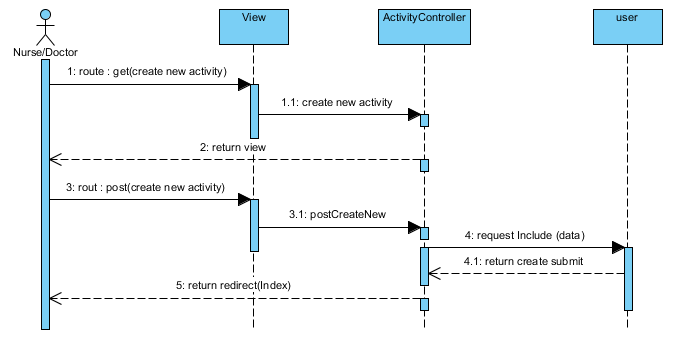 View
ActivityController
user
Nurse/Doctor
1: route : get(create new activity)
1.1: create new activity
2: return view
3: rout : post(create new activity)
3.1: postCreateNew
4: request Include (data)
4.1: return create submit
5: return redirect(Index)